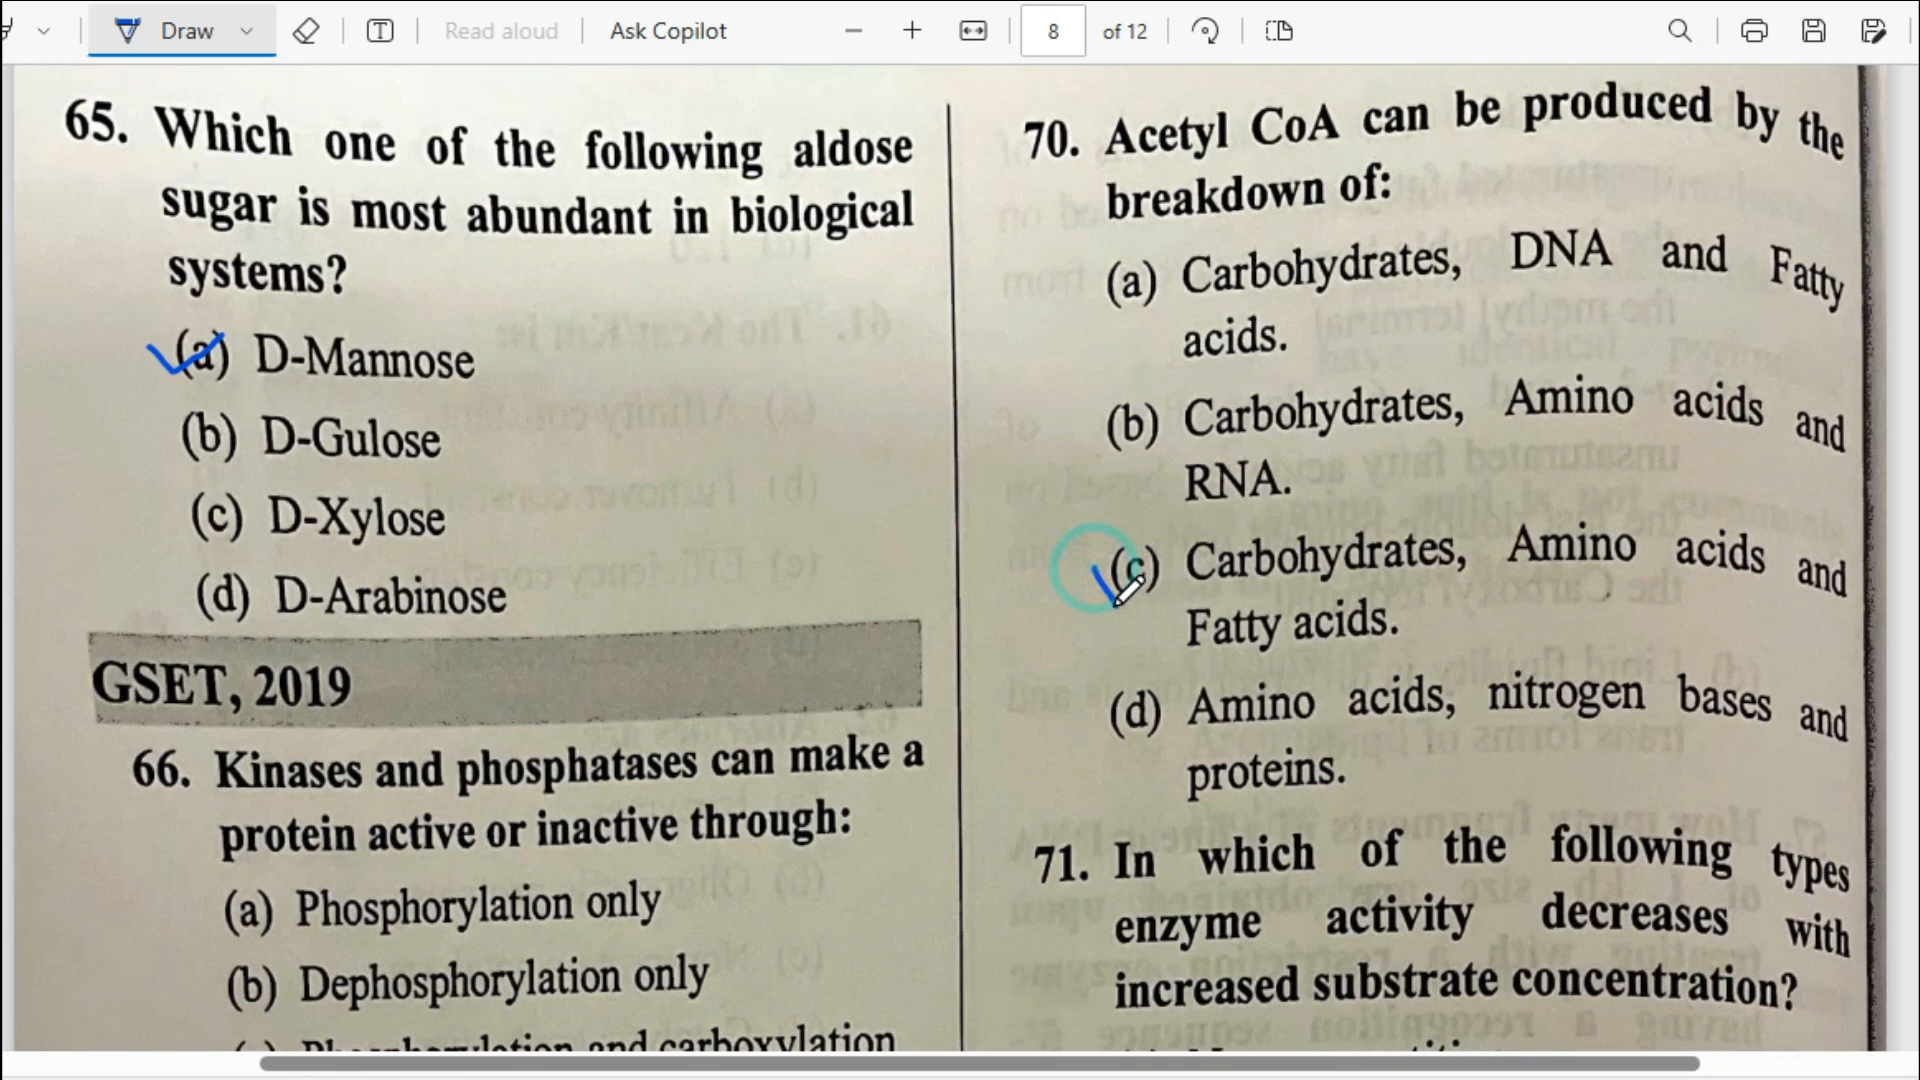 Draw
Read aloud
Ask Copilot
8
of 12
65. Which one of the following aldose
sugar is most abundant in biological
systems?
(a) D-Mannose
(b) D-Gulose
(c) D-Xylose
(d) D-Arabinose
GSET, 2019
66. Kinases and phosphatases can make a
protein active or inactive through:
(a) Phosphorylation only
(b) Dephosphorylation only
Phosphorylation and carboxylation
70. Acetyl CoA can be produced by the
breakdown of:
(a) Carbohydrates, DNA and Fatty
acids.
(b) Carbohydrates, Amino acids and
RNA.
(c) Carbohydrates, Amino acids and
Fatty acids.
(d) Amino acids, nitrogen bases and
proteins.
71. In which of the following types
enzyme activity decreases with
increased substrate concentration?